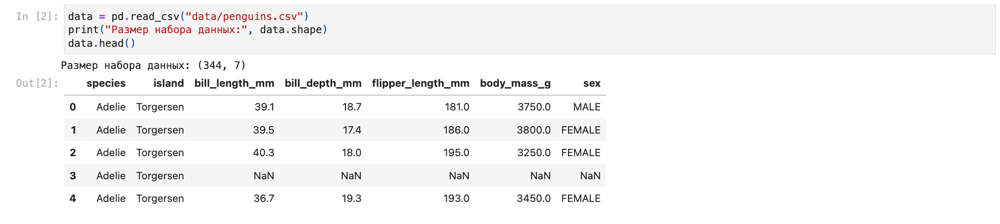 In [2]: data = pd.read_csv("data/penguins.csv")
print("Размер набора данных:", data.shape)
data.head()
Размер набора данных: (344, 7)
Out[2]: species island bill_length_mm bill_depth_mm flipper_length_mm body_mass_g sex
0 Adelie Torgersen 39.1 18.7 181.0 3750.0 MALE
1 Adelie Torgersen 39.5 17.4 186.0 3800.0 FEMALE
2 Adelie Torgersen 40.3 18.0 195.0 3250.0 FEMALE
3 Adelie Torgersen NaN NaN NaN NaN NaN
4 Adelie Torgersen 36.7 19.3 193.0 3450.0 FEMALE